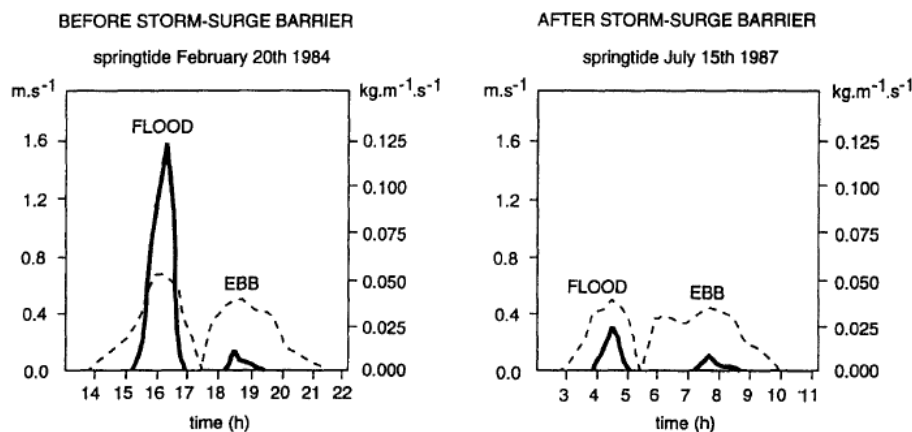 BEFORE STORM-SURGE BARRIER
springtide February 20th 1984
m.s⁻¹
kg.m⁻¹.s⁻¹
FLOOD
EBB
1.6
1.2
0.8
0.4
0.0
0.125
0.100
0.075
0.050
0.025
0.000
14 15 16 17 18 19 20 21 22
time (h)
AFTER STORM-SURGE BARRIER
springtide July 15th 1987
m.s⁻¹
kg.m⁻¹.s⁻¹
FLOOD
EBB
1.6
1.2
0.8
0.4
0.0
0.125
0.100
0.075
0.050
0.025
0.000
3 4 5 6 7 8 9 10 11
time (h)